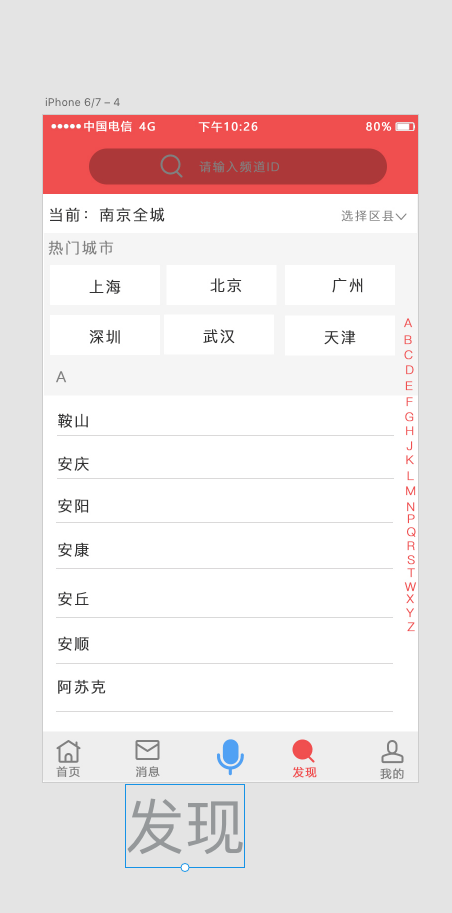 iPhone 6/7 – 4
中国电信 4G 下午10:26 80%
请输入频道ID
当前：南京全城 选择区县
热门城市
上海 北京 广州
深圳 武汉 天津
A
鞍山
安庆
安阳
安康
安丘
安顺
阿苏克
A
B
C
D
E
F
G
H
J
K
L
M
N
P
Q
R
S
T
W
X
Y
Z
首页 消息 发现 我的
发现